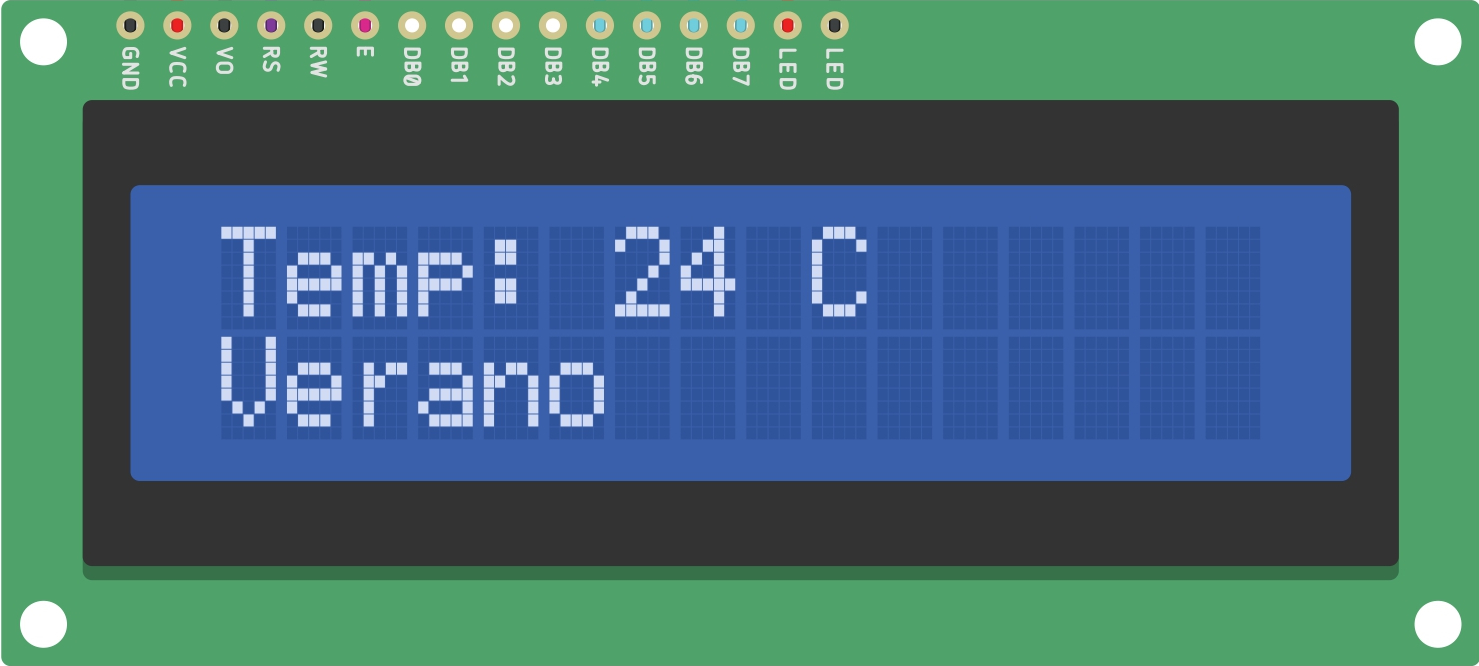 GND VCC VO RS RW E DB0 DB1 DB2 DB3 DB4 DB5 DB6 DB7 LED LED
Temp: 24 C
Verano